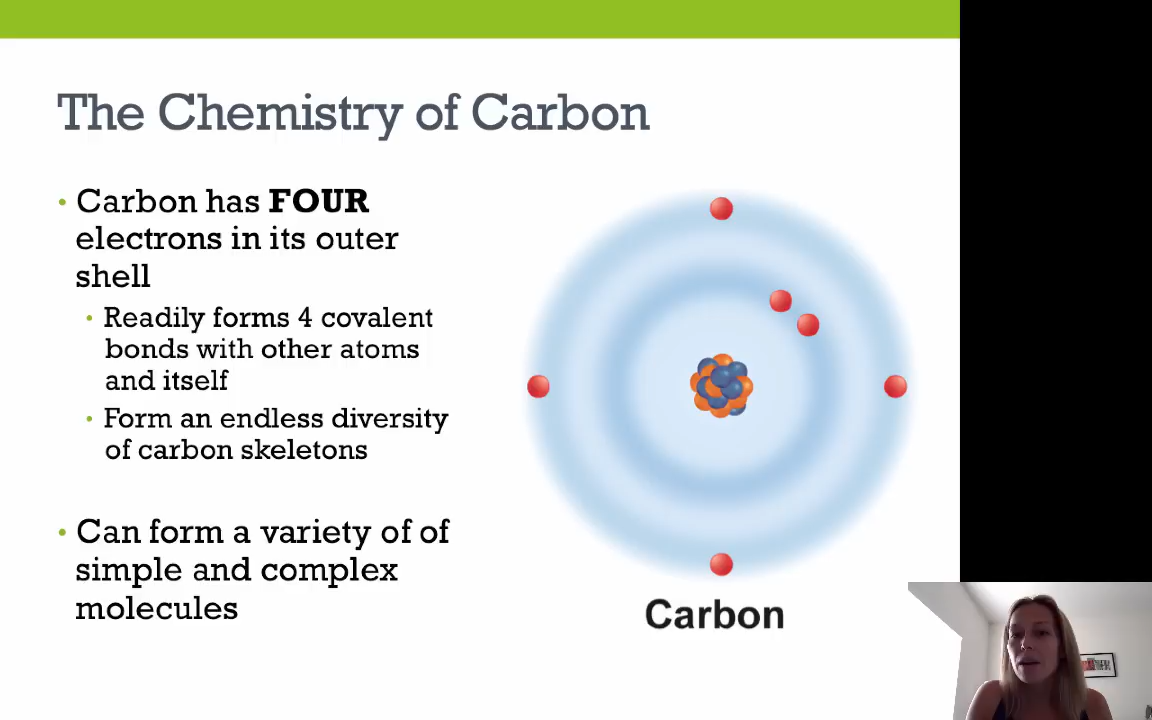 The Chemistry of Carbon
• Carbon has FOUR
electrons in its outer
shell
• Readily forms 4 covalent
bonds with other atoms
and itself
• Form an endless diversity
of carbon skeletons
• Can form a variety of of
simple and complex
molecules
Carbon